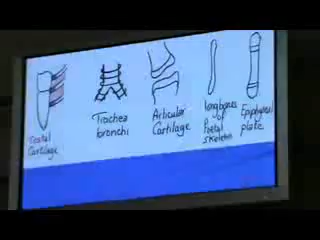 Costal
Cartilage
Trachea
bronchi
Articular
Cartilage
long bones
of
Foetal
skeleton
Epiphyseal
plate